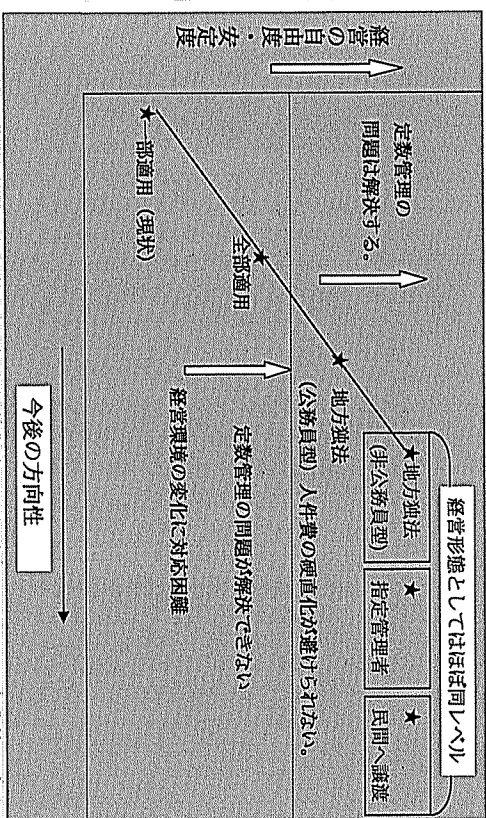 経営の自由度・安定度
定数管理の
問題は解決する。
経営形態としてはほぼ同レベル
★地方独法
(非公務員型)
★
指定管理者
★
民間へ譲渡
★
地方独法
(公務員型)人件費の硬直化が避けられない。
★
全部適用
定数管理の問題が解決できない
経営環境の変化に対応困難
★一部適用(現状)
今後の方向性